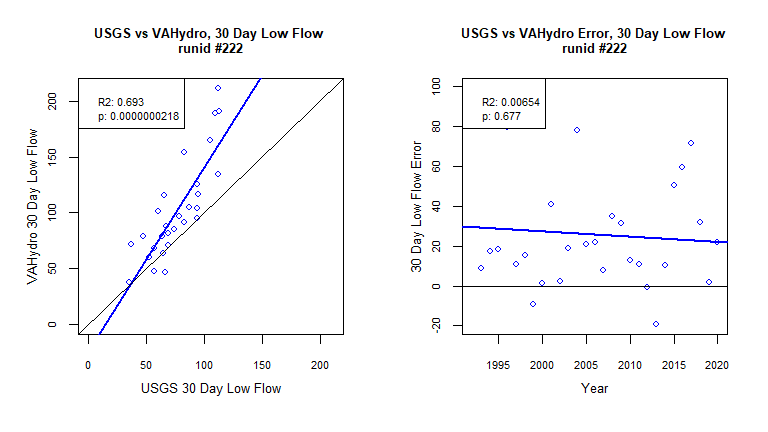 USGS vs VAHydro, 30 Day Low Flow
runid #222
R2: 0.693
p: 0.0000000218
200
150
100
50
0
VAHydro 30 Day Low Flow
0 50 100 150 200
USGS 30 Day Low Flow
USGS vs VAHydro Error, 30 Day Low Flow
runid #222
R2: 0.00654
p: 0.677
100
80
60
40
20
0
-20
30 Day Low Flow Error
1995 2000 2005 2010 2015 2020
Year